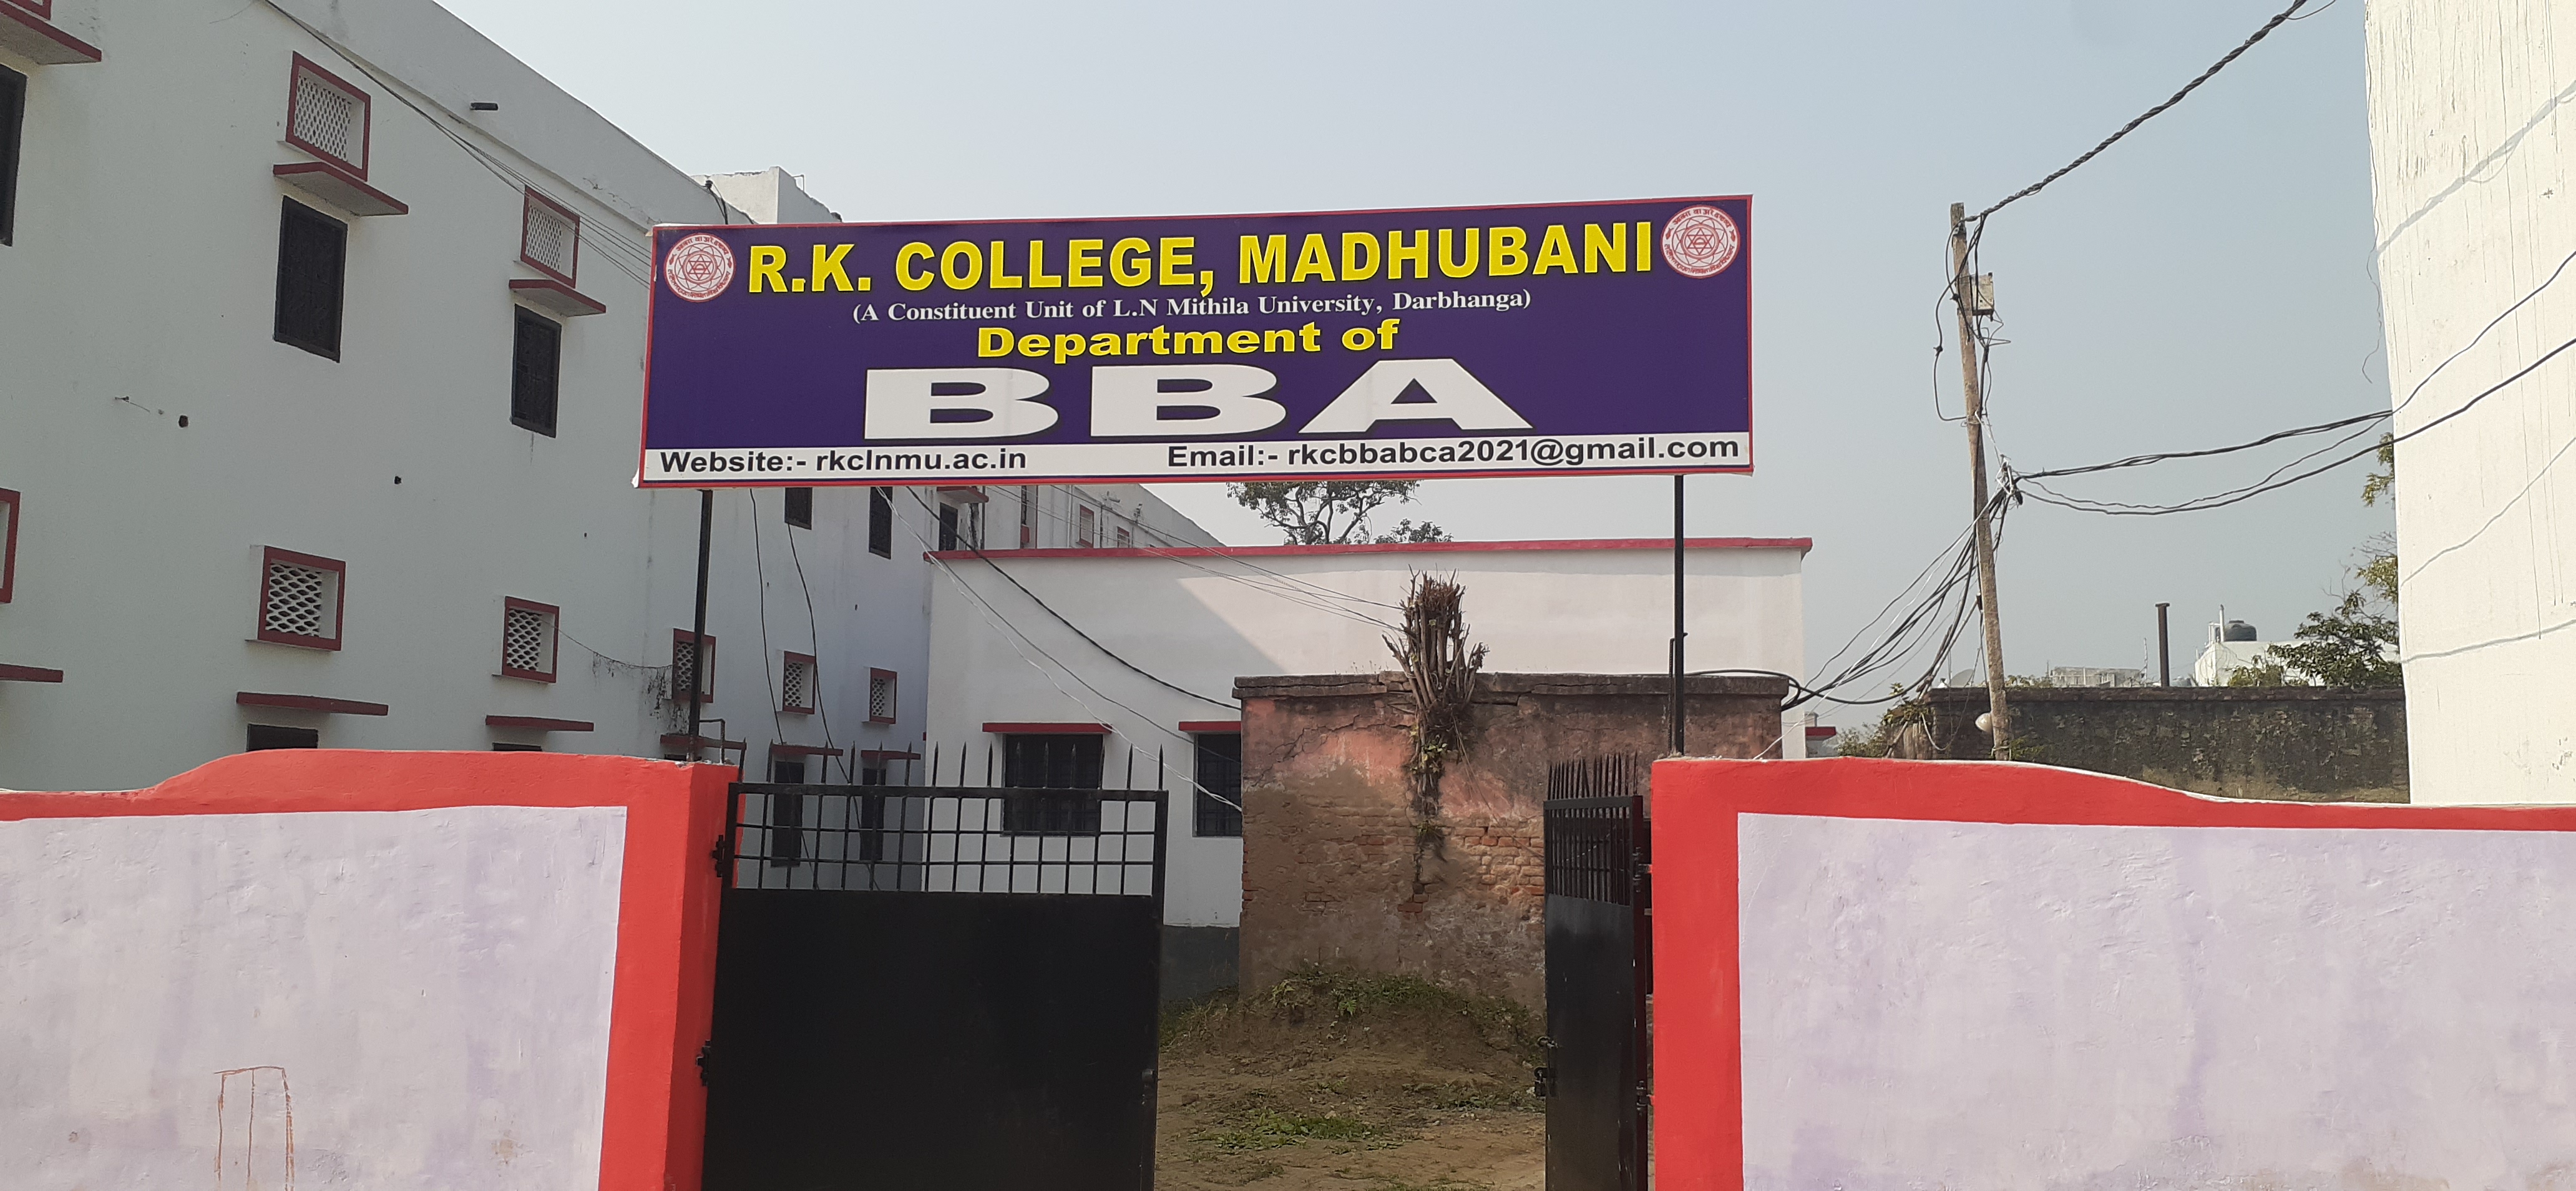 R.K. COLLEGE, MADHUBANI
(A Constituent Unit of L.N Mithila University, Darbhanga)
Department of
BBA
Website:- rkclnmu.ac.in Email:- rkcbbabca2021@gmail.com